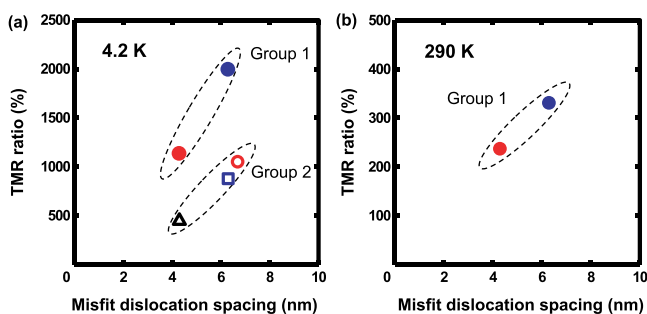 (a)
4.2 K
Group 1
Group 2
TMR ratio (%)
2500
2000
1500
1000
500
0 2 4 6 8 10
Misfit dislocation spacing (nm)
(b)
290 K
Group 1
TMR ratio (%)
500
400
300
200
100
0 2 4 6 8 10
Misfit dislocation spacing (nm)